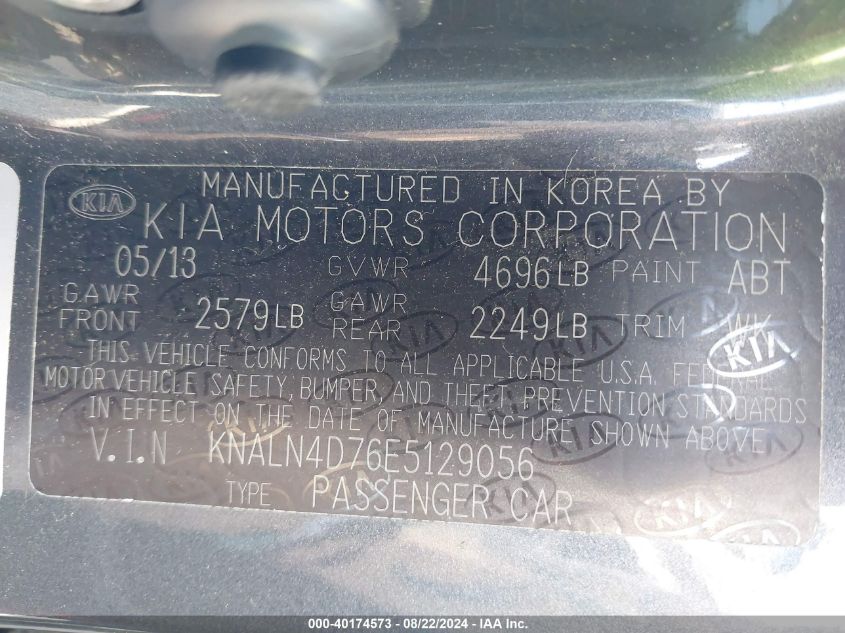 KIA MANUFACTURED IN KOREA BY
KIA MOTORS CORPORATION
05/13 GVWR 4696LB PAINT ABT
GAWR FRONT 2579LB GAWR REAR 2249LB TRIM WK
KIA
THIS VEHICLE CONFORMS TO ALL APPLICABLE U.S.A. FEDERAL
MOTOR VEHICLE SAFETY, BUMPER, AND THEFT PREVENTION STANDARDS
IN EFFECT ON THE DATE OF MANUFACTURE SHOWN ABOVE.
V.I.N KNALN4D76E5129056
TYPE PASSENGER CAR
000-40174573 - 08/22/2024 - IAA Inc.